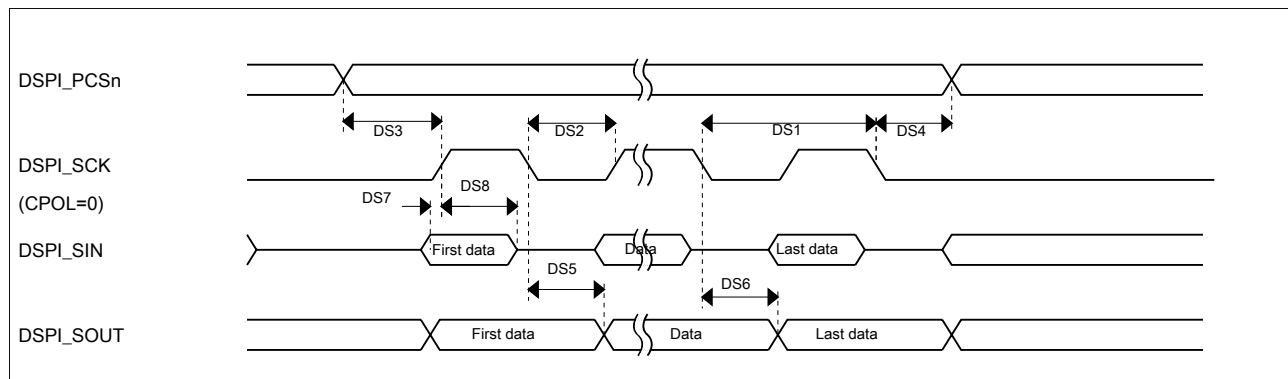 DSPI_PCSn
DS3 DS2 DS1 DS4
DSPI_SCK
DS7 DS8
(CPOL=0)
DSPI_SIN First data Data Last data
DS5 DS6
DSPI_SOUT First data Data Last data